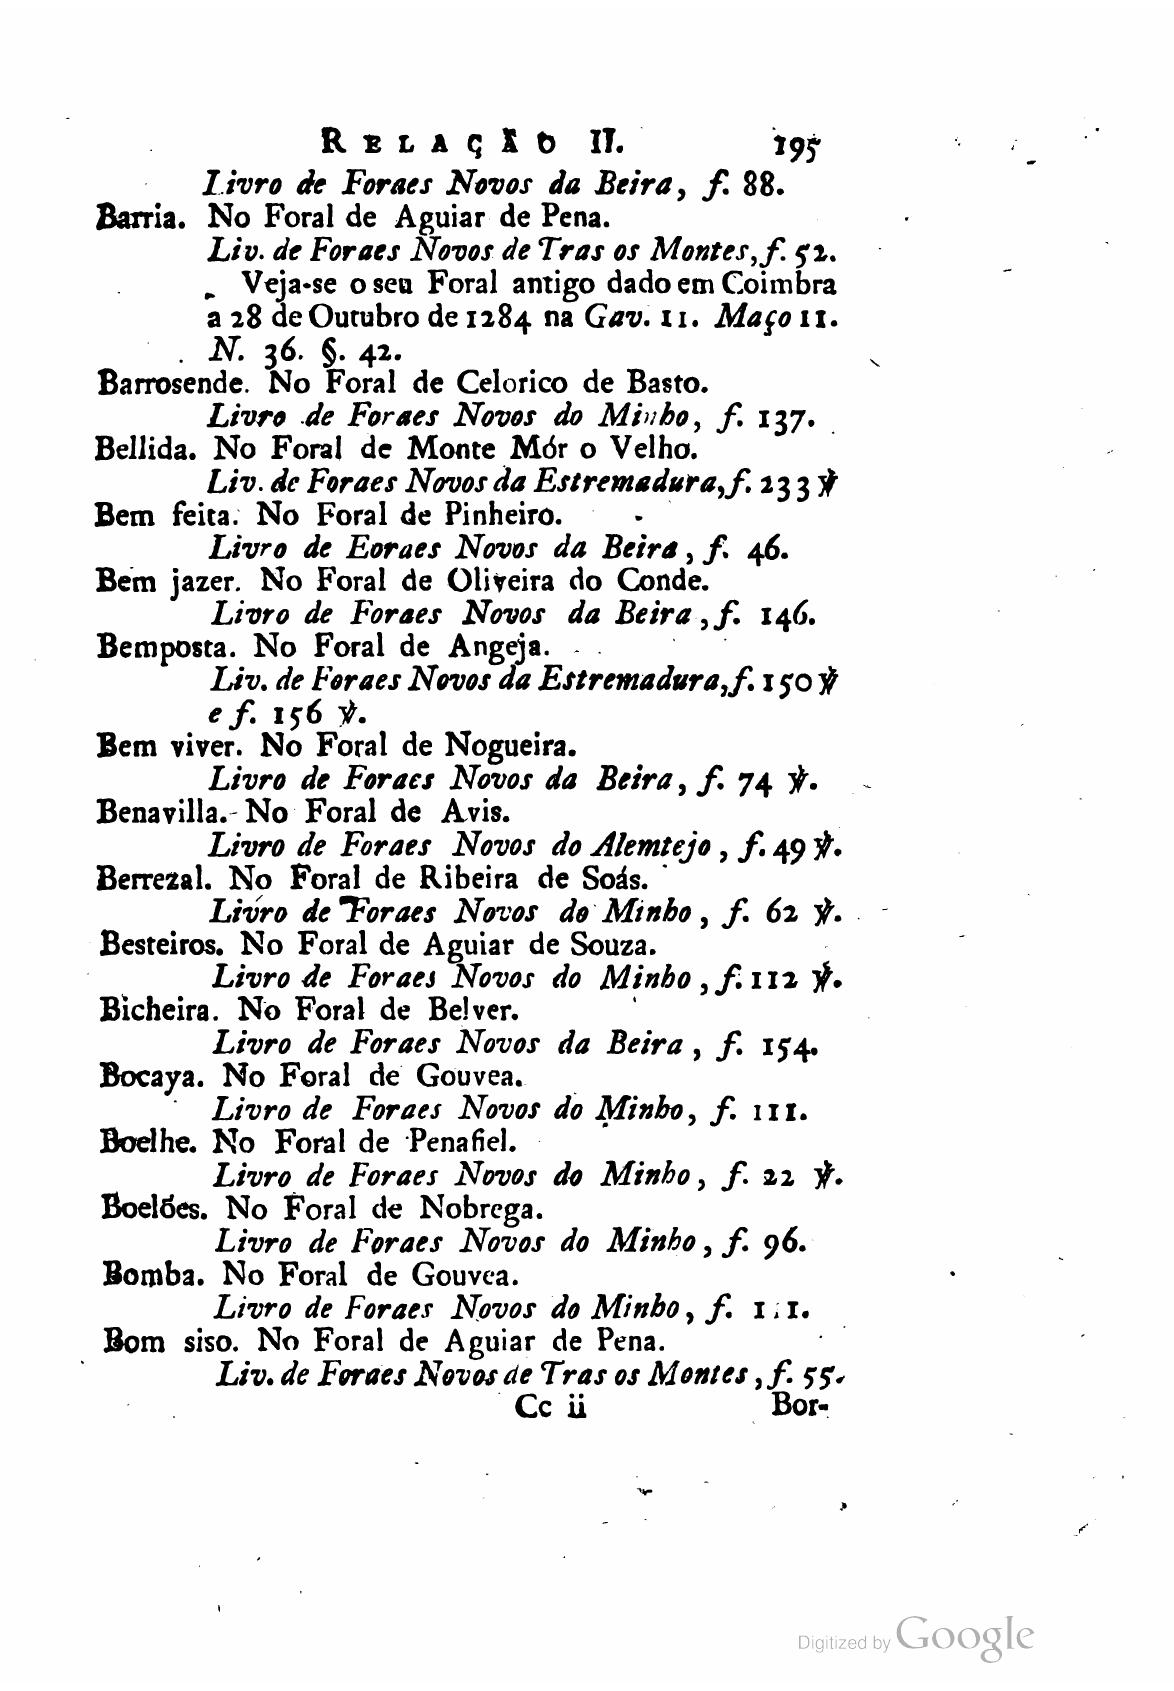 RELAÇÃO II. 195
Livro de Foraes Novos da Beira, f. 88.
Barria. No Foral de Aguiar de Pena.
Liv. de Foraes Novos de Tras os Montes, f. 52.
Veja-se o seu Foral antigo dado em Coimbra
a 28 de Outubro de 1284 na Gav. 11. Maço 11.
N. 36. §. 42.
Barrosende. No Foral de Celorico de Basto.
Livro de Foraes Novos do Minho, f. 137.
Bellida. No Foral de Monte Mór o Velho.
Liv. de Foraes Novos da Estremadura, f. 233 ℣
Bem feita. No Foral de Pinheiro.
Livro de Eoraes Novos da Beira, f. 46.
Bem jazer. No Foral de Oliveira do Conde.
Livro de Foraes Novos da Beira, f. 146.
Bemposta. No Foral de Angeja.
Liv. de Foraes Novos da Estremadura, f. 150 ℣
e f. 156 ℣.
Bem viver. No Foral de Nogueira.
Livro de Foraes Novos da Beira, f. 74 ℣.
Benavilla. No Foral de Avis.
Livro de Foraes Novos do Alemtejo, f. 49 ℣.
Berrezal. No Foral de Ribeira de Soás.
Livro de Foraes Novos do Minho, f. 62 ℣.
Besteiros. No Foral de Aguiar de Souza.
Livro de Foraes Novos do Minho, f. 112 ℣.
Bicheira. No Foral de Belver.
Livro de Foraes Novos da Beira, f. 154.
Bocaya. No Foral de Gouvea.
Livro de Foraes Novos do Minho, f. 111.
Boelhe. No Foral de Penafiel.
Livro de Foraes Novos do Minho, f. 22 ℣.
Boelões. No Foral de Nobrega.
Livro de Foraes Novos do Minho, f. 96.
Bomba. No Foral de Gouvea.
Livro de Foraes Novos do Minho, f. 111.
Bom siso. No Foral de Aguiar de Pena.
Liv. de Foraes Novos de Tras os Montes, f. 55.
Cc ii Bor-
Digitized by Google